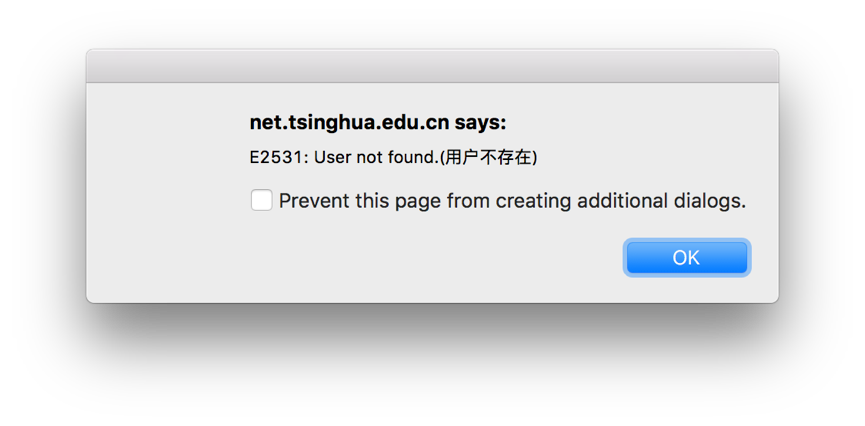 net.tsinghua.edu.cn says:
E2531: User not found.(用户不存在)
Prevent this page from creating additional dialogs.
OK